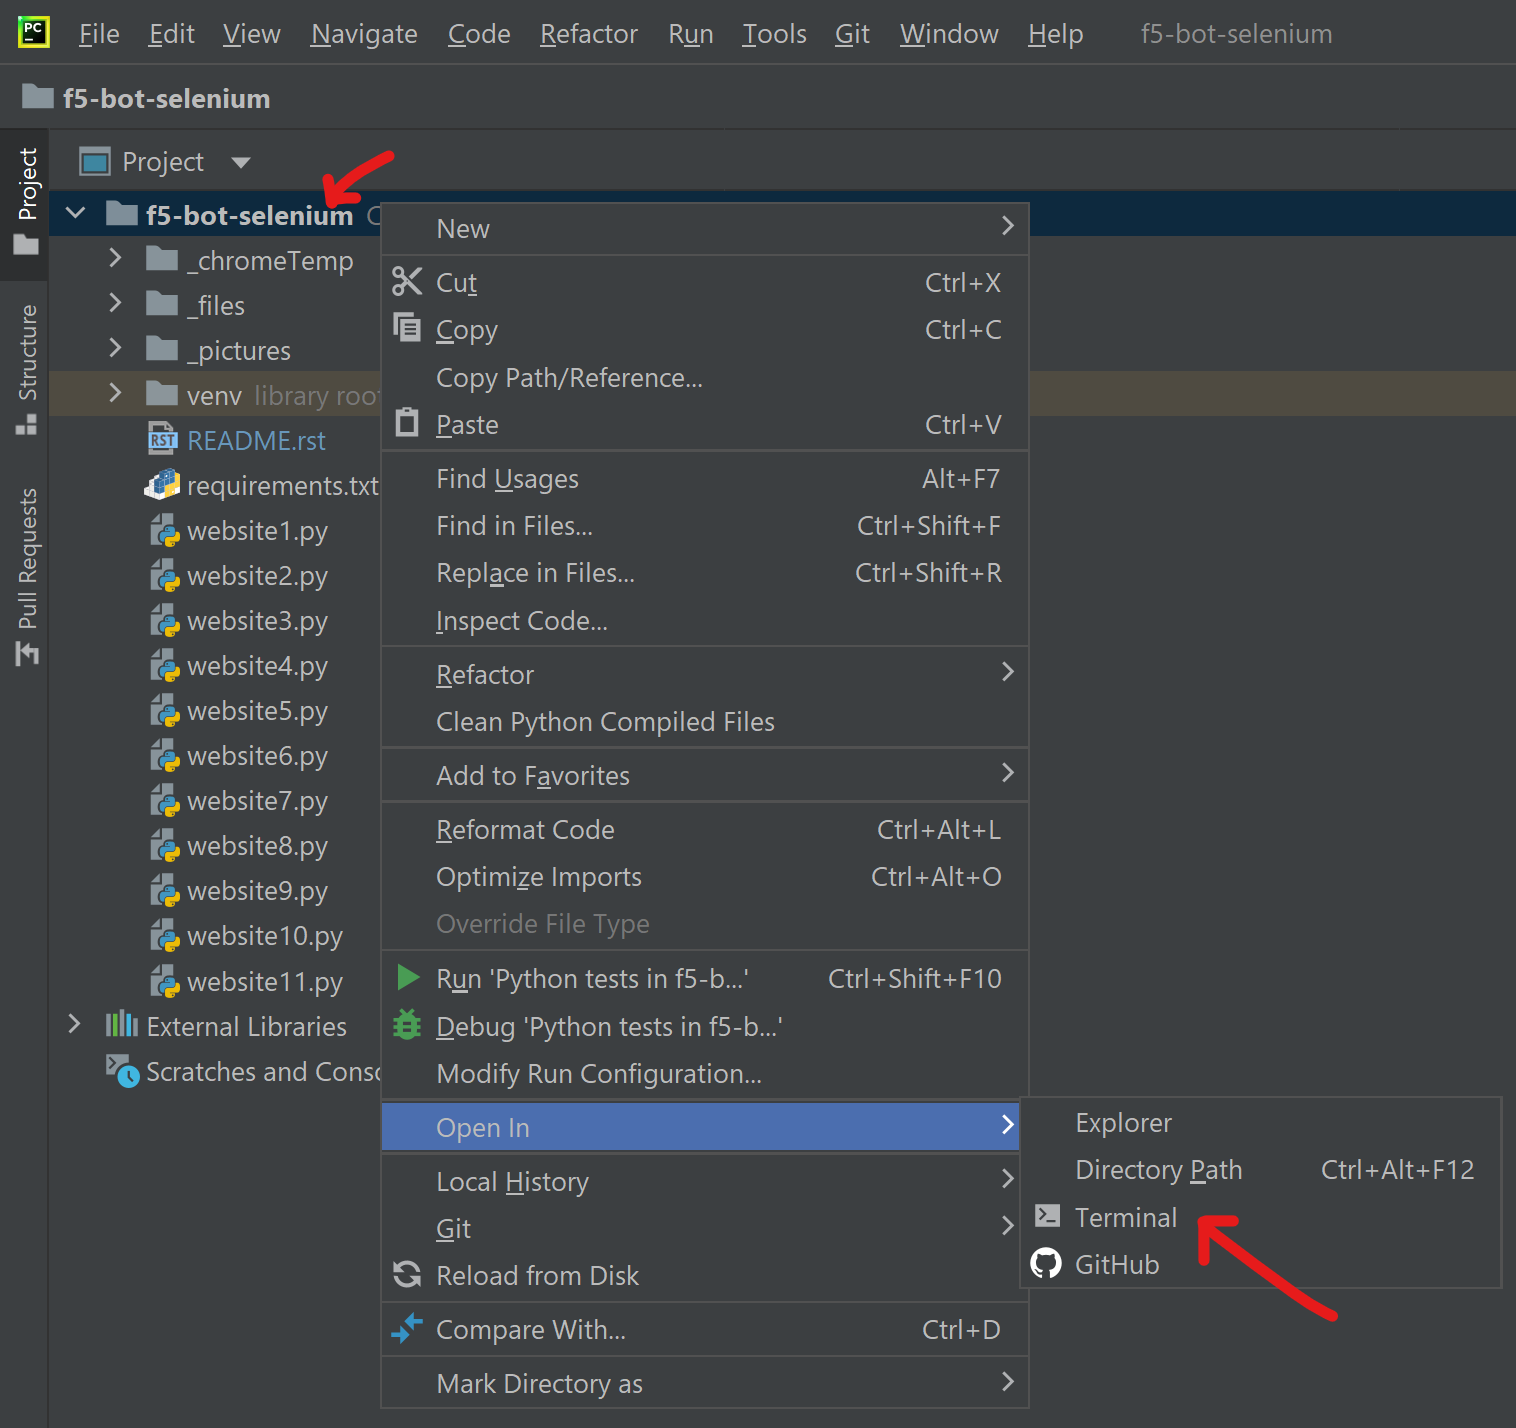 PC
File Edit View Navigate Code Refactor Run Tools Git Window Help f5-bot-selenium
f5-bot-selenium
Project
Structure
Pull Requests
Project
f5-bot-selenium
_chromeTemp
_files
_pictures
venv library root
README.rst
requirements.txt
website1.py
website2.py
website3.py
website4.py
website5.py
website6.py
website7.py
website8.py
website9.py
website10.py
website11.py
External Libraries
Scratches and Conso
New
Cut Ctrl+X
Copy Ctrl+C
Copy Path/Reference...
Paste Ctrl+V
Find Usages Alt+F7
Find in Files... Ctrl+Shift+F
Replace in Files... Ctrl+Shift+R
Inspect Code...
Refactor
Clean Python Compiled Files
Add to Favorites
Reformat Code Ctrl+Alt+L
Optimize Imports Ctrl+Alt+O
Override File Type
Run 'Python tests in f5-b...' Ctrl+Shift+F10
Debug 'Python tests in f5-b...'
Modify Run Configuration...
Open In
Local History
Git
Reload from Disk
Compare With... Ctrl+D
Mark Directory as
Explorer
Directory Path Ctrl+Alt+F12
Terminal
GitHub